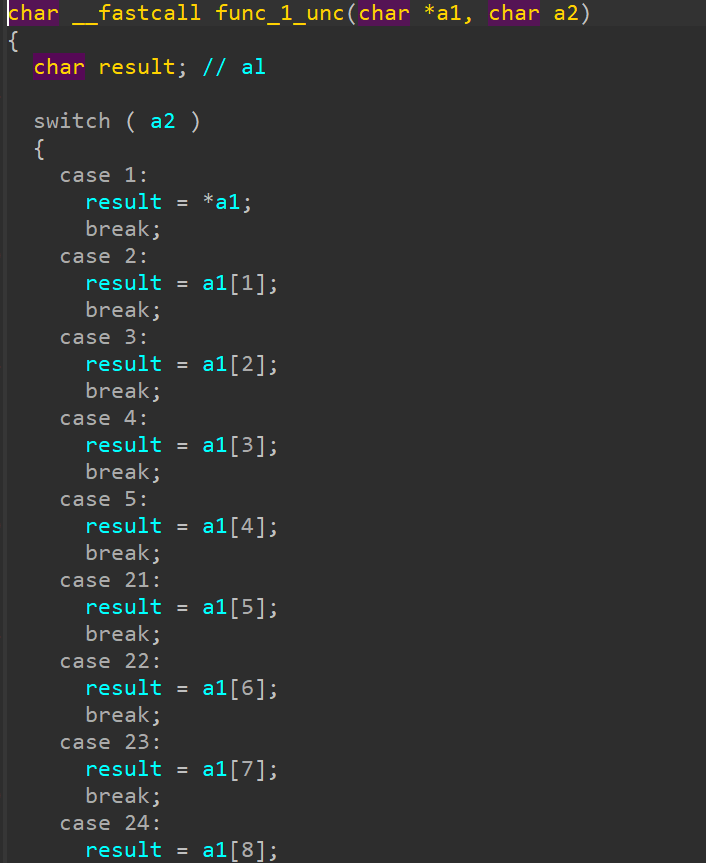 char __fastcall func_1_unc(char *a1, char a2)
{
  char result; // al

  switch ( a2 )
  {
    case 1:
      result = *a1;
      break;
    case 2:
      result = a1[1];
      break;
    case 3:
      result = a1[2];
      break;
    case 4:
      result = a1[3];
      break;
    case 5:
      result = a1[4];
      break;
    case 21:
      result = a1[5];
      break;
    case 22:
      result = a1[6];
      break;
    case 23:
      result = a1[7];
      break;
    case 24:
      result = a1[8];